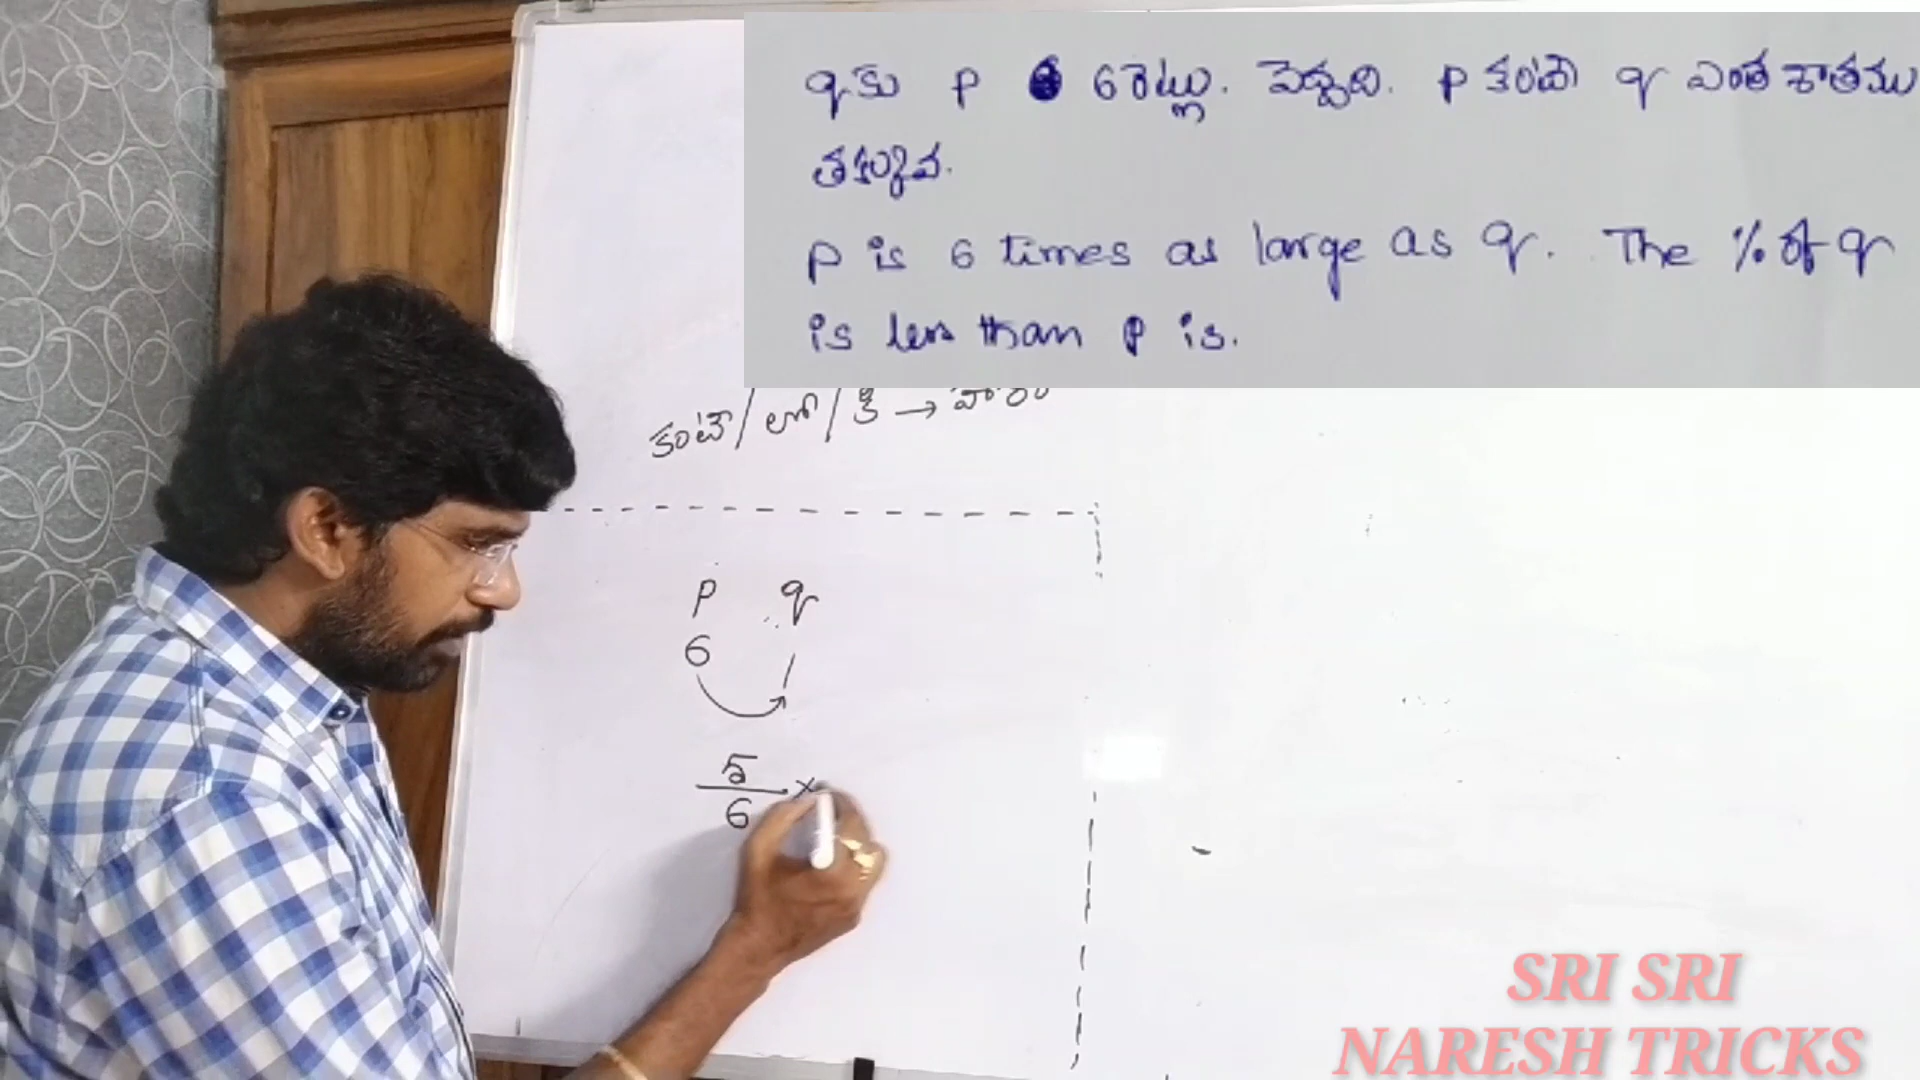 qకు p 6 రెట్లు. పెద్దది. p కంటే q ఎంత శాతము
తక్కువ.
p is 6 times as large as q. The % of q
is less than p is.
కంటే / లో / కి → హారం
p q
6 1
5
6 ×
SRI SRI
NARESH TRICKS